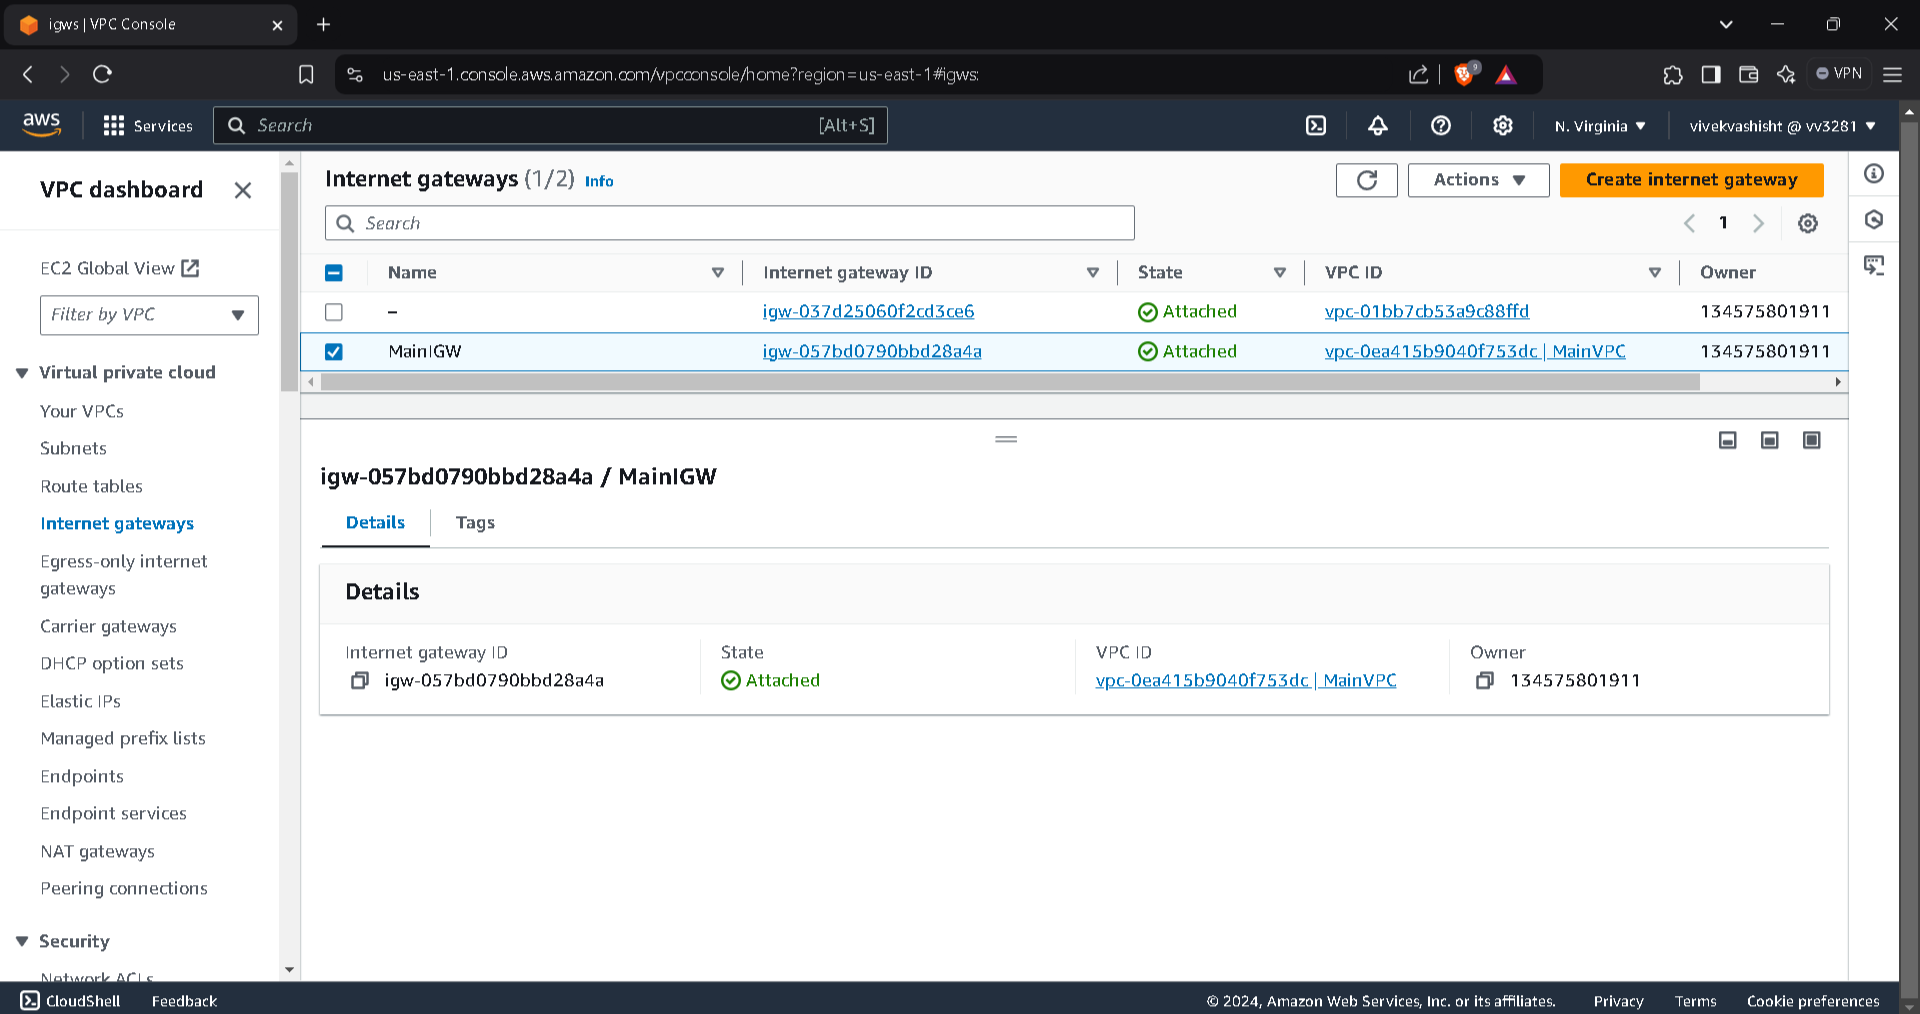 igws | VPC Console
us-east-1.console.aws.amazon.com/vpcconsole/home?region=us-east-1#igws:
9
VPN
aws
Services
Search
[Alt+S]
N. Virginia
vivekvashisht @ vv3281
VPC dashboard
EC2 Global View
Filter by VPC
Virtual private cloud
Your VPCs
Subnets
Route tables
Internet gateways
Egress-only internet
gateways
Carrier gateways
DHCP option sets
Elastic IPs
Managed prefix lists
Endpoints
Endpoint services
NAT gateways
Peering connections
Security
Network ACLs
Internet gateways (1/2) Info
Actions
Create internet gateway
Search
1
Name Internet gateway ID State VPC ID Owner
– igw-037d25060f2cd3ce6 Attached vpc-01bb7cb53a9c88ffd 134575801911
MainIGW igw-057bd0790bbd28a4a Attached vpc-0ea415b9040f753dc | MainVPC 134575801911
igw-057bd0790bbd28a4a / MainIGW
Details Tags
Details
Internet gateway ID State VPC ID Owner
igw-057bd0790bbd28a4a Attached vpc-0ea415b9040f753dc | MainVPC 134575801911
CloudShell Feedback © 2024, Amazon Web Services, Inc. or its affiliates. Privacy Terms Cookie preferences